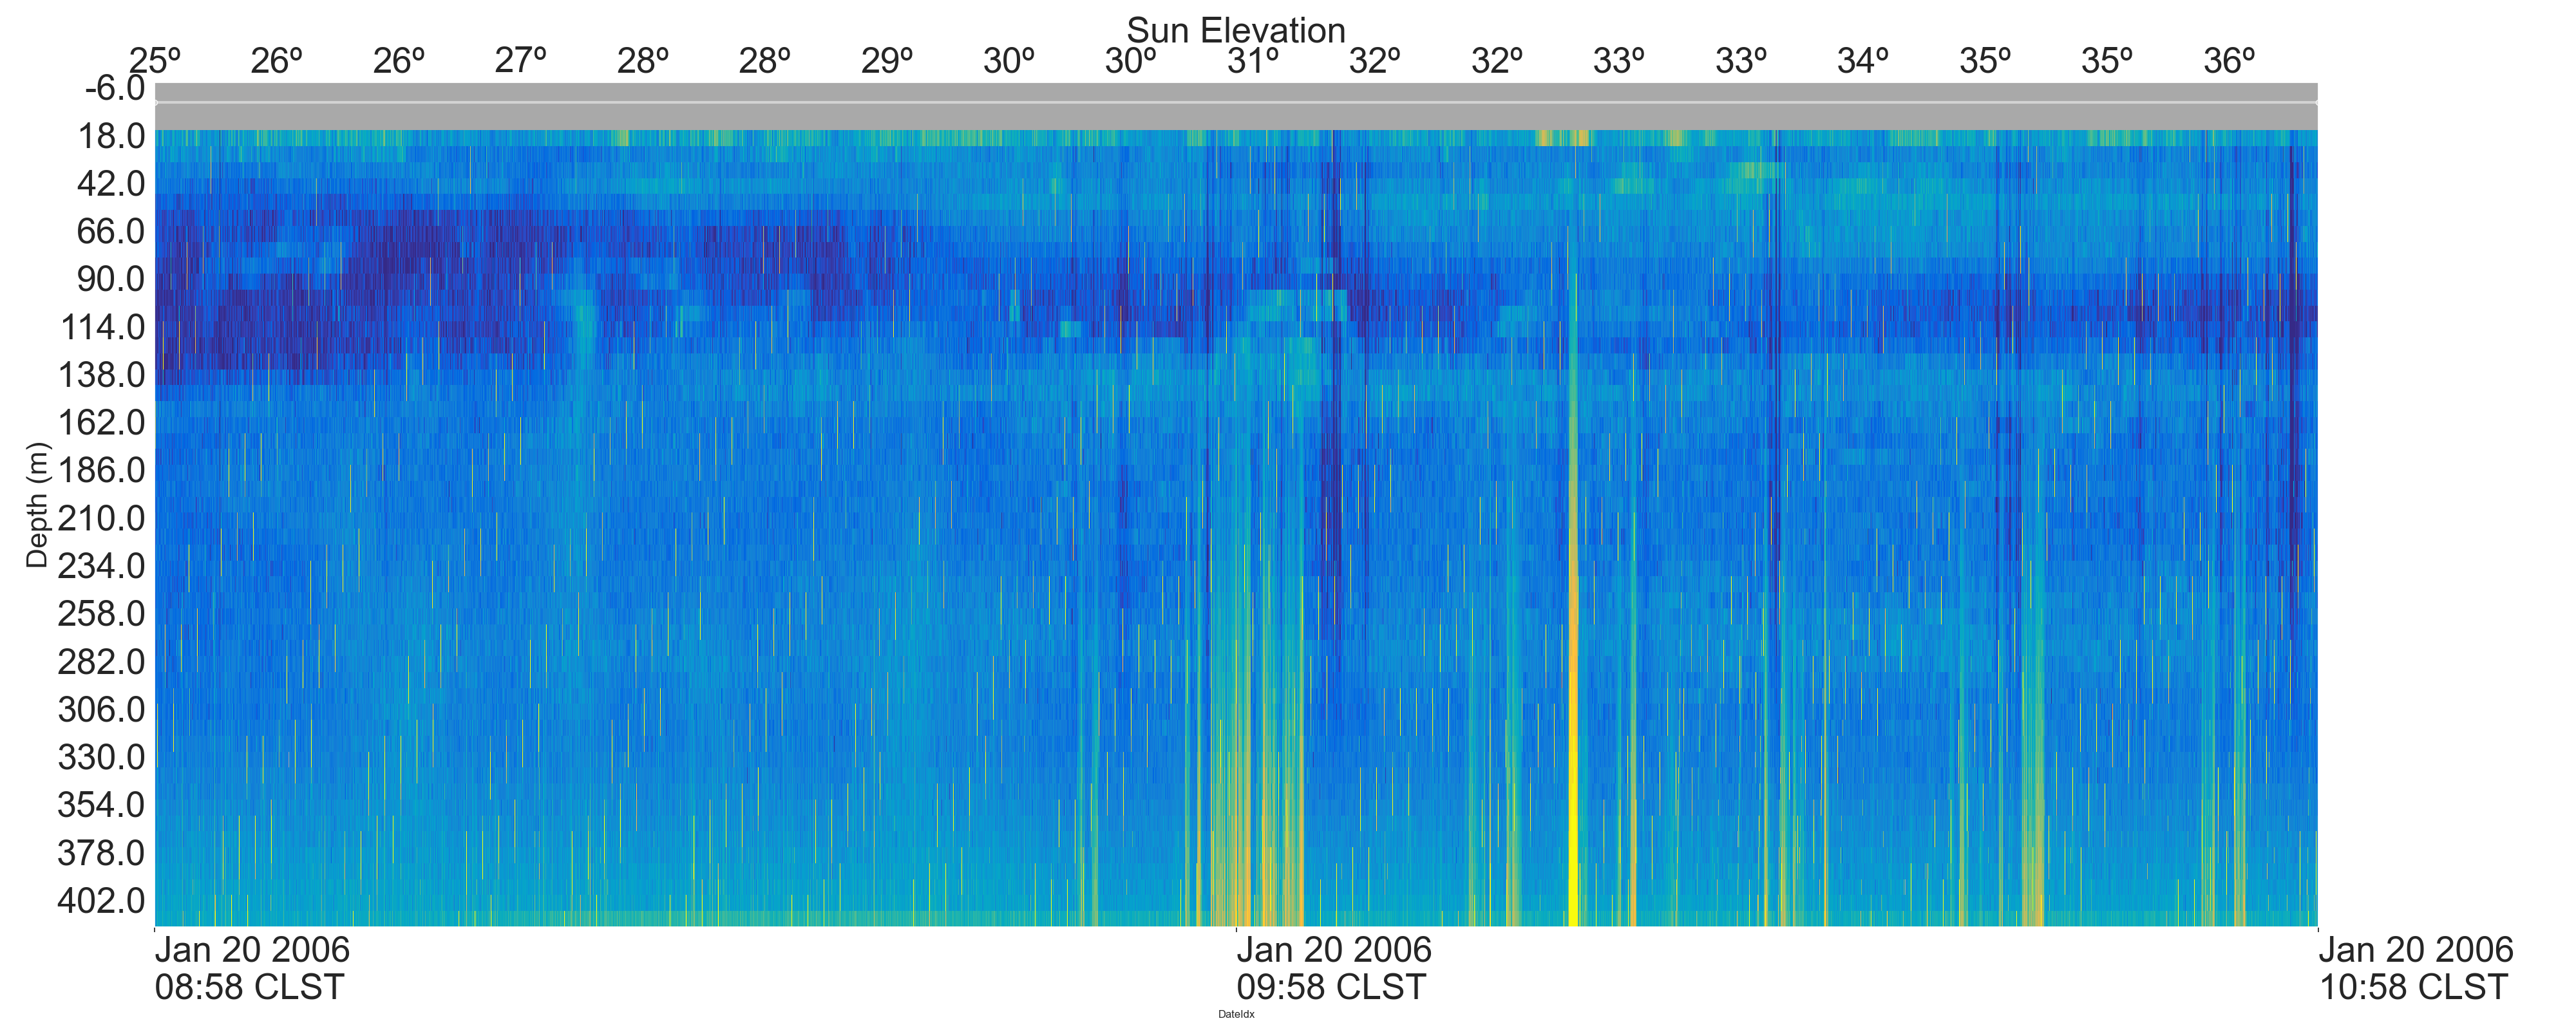 Sun Elevation
25º 26º 26º 27º 28º 28º 29º 30º 30º 31º 32º 32º 33º 33º 34º 35º 35º 36º
-6.0
18.0
42.0
66.0
90.0
114.0
138.0
162.0
186.0
210.0
234.0
258.0
282.0
306.0
330.0
354.0
378.0
402.0
Depth (m)
Jan 20 2006
08:58 CLST
Jan 20 2006
09:58 CLST
Jan 20 2006
10:58 CLST
DateIdx